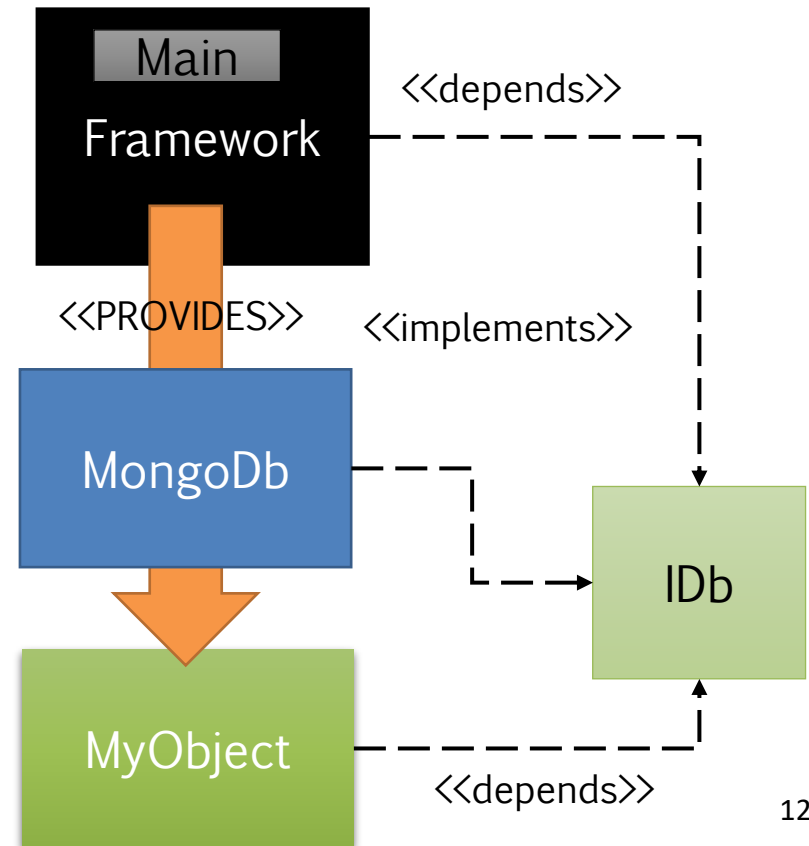 Main
<<depends>>
Framework
<<PROVIDES>>
<<implements>>
MongoDb
IDb
MyObject
<<depends>>
12